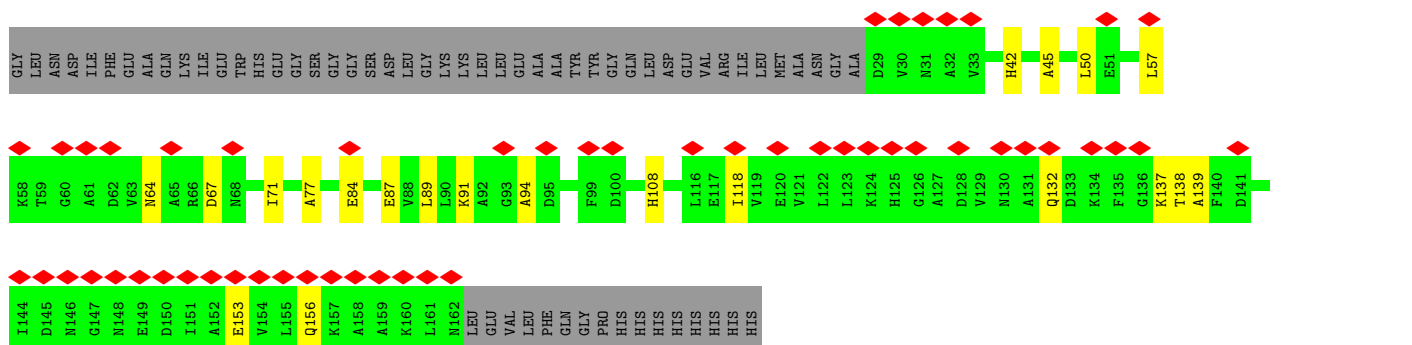 GLY LEU ASN ASP ILE PHE GLU ALA GLN LYS ILE GLU TRP HIS GLU GLY SER GLY GLY SER ASP LEU GLY LYS LYS LEU LEU GLU ALA ALA TYR TYR GLY GLN LEU ASP GLU VAL ARG ILE LEU MET ALA ASN GLY ALA D29 V30 N31 A32 V33 H42 A45 L50 E51 L57
K58 T59 G60 A61 D62 V63 N64 A65 R66 D67 N68 I71 A77 E84 E87 V88 L89 L90 K91 A92 G93 A94 D95 F99 D100 H108 L116 E117 I118 V119 E120 V121 L122 L123 K124 H125 G126 A127 D128 V129 N130 A131 Q132 D133 K134 F135 G136 K137 T138 A139 F140 D141
I144 D145 N146 G147 N148 E149 D150 I151 A152 E153 V154 L155 Q156 K157 A158 A159 K160 L161 N162 LEU GLU VAL LEU PHE GLN GLY PRO HIS HIS HIS HIS HIS HIS HIS HIS